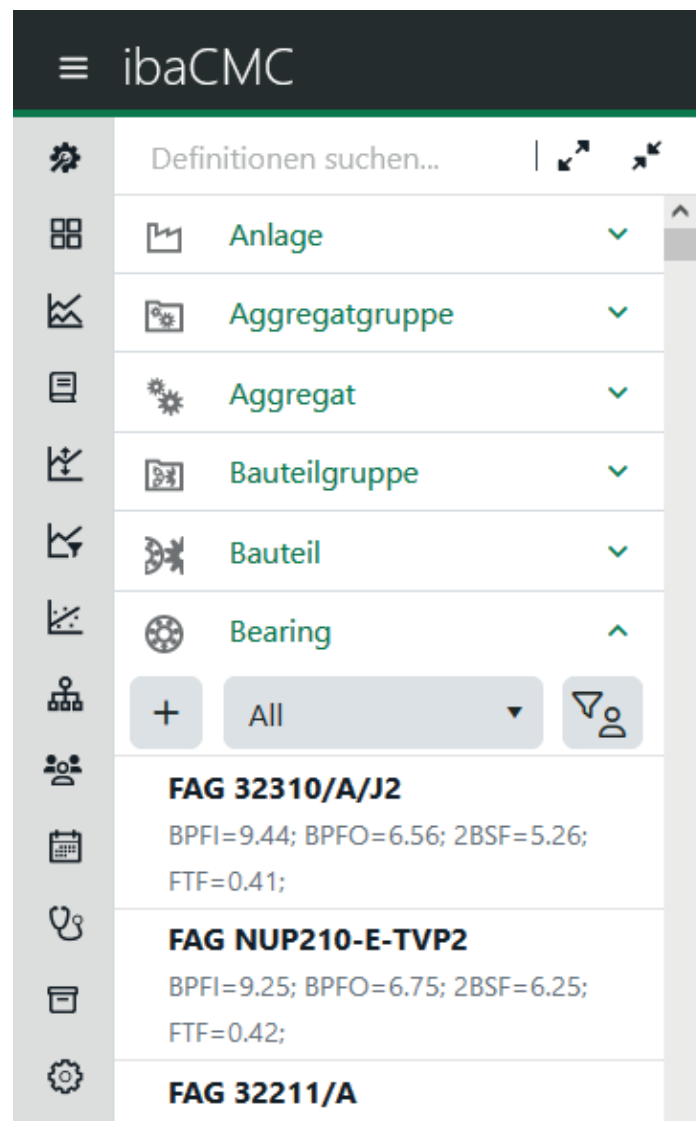 ibaCMC
Definitionen suchen...
Anlage
Aggregatgruppe
Aggregat
Bauteilgruppe
Bauteil
Bearing
+ All
FAG 32310/A/J2
BPFI=9.44; BPFO=6.56; 2BSF=5.26;
FTF=0.41;
FAG NUP210-E-TVP2
BPFI=9.25; BPFO=6.75; 2BSF=6.25;
FTF=0.42;
FAG 32211/A